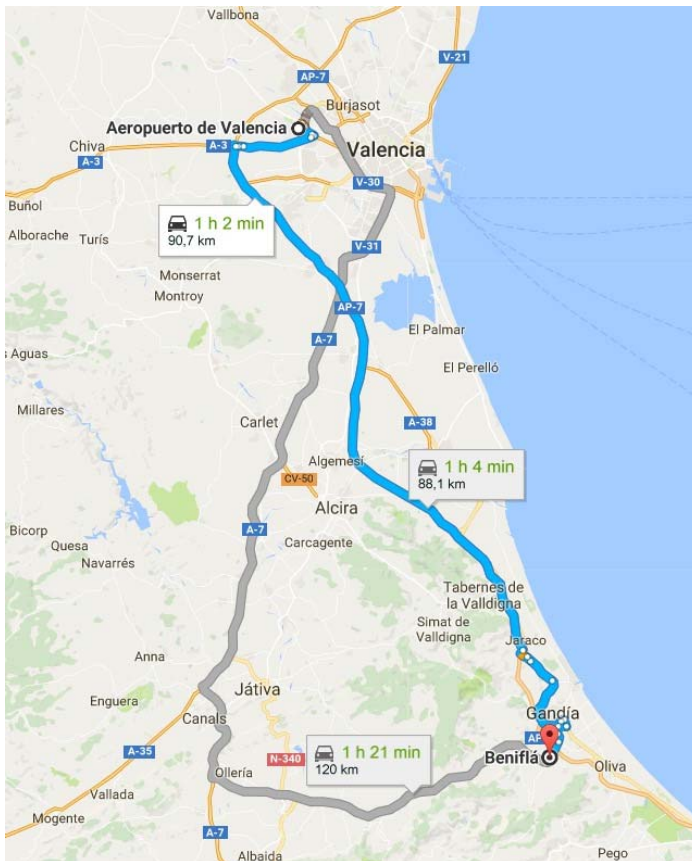 Vallbona
V-21
AP-7
Burjasot
Aeropuerto de Valencia
Chiva
A-3
Valencia
A-3
V-30
Buñol
1 h 2 min
90,7 km
Alborache
Turís
V-31
Monserrat
Montroy
AP-7
El Palmar
A-7
Aguas
El Perelló
Millares
Carlet
A-38
Algemesí
1 h 4 min
88,1 km
CV-50
Alcira
A-7
Bicorp
Quesa
Carcagente
Navarrés
Tabernes de
la Valldigna
Simat de
Valldigna
Jaraco
Anna
Játiva
Enguera
Canals
Gandía
AP
A-35
1 h 21 min
120 km
N-340
Beniflá
Ollería
Oliva
Vallada
Mogente
A-7
Albaida
Pego